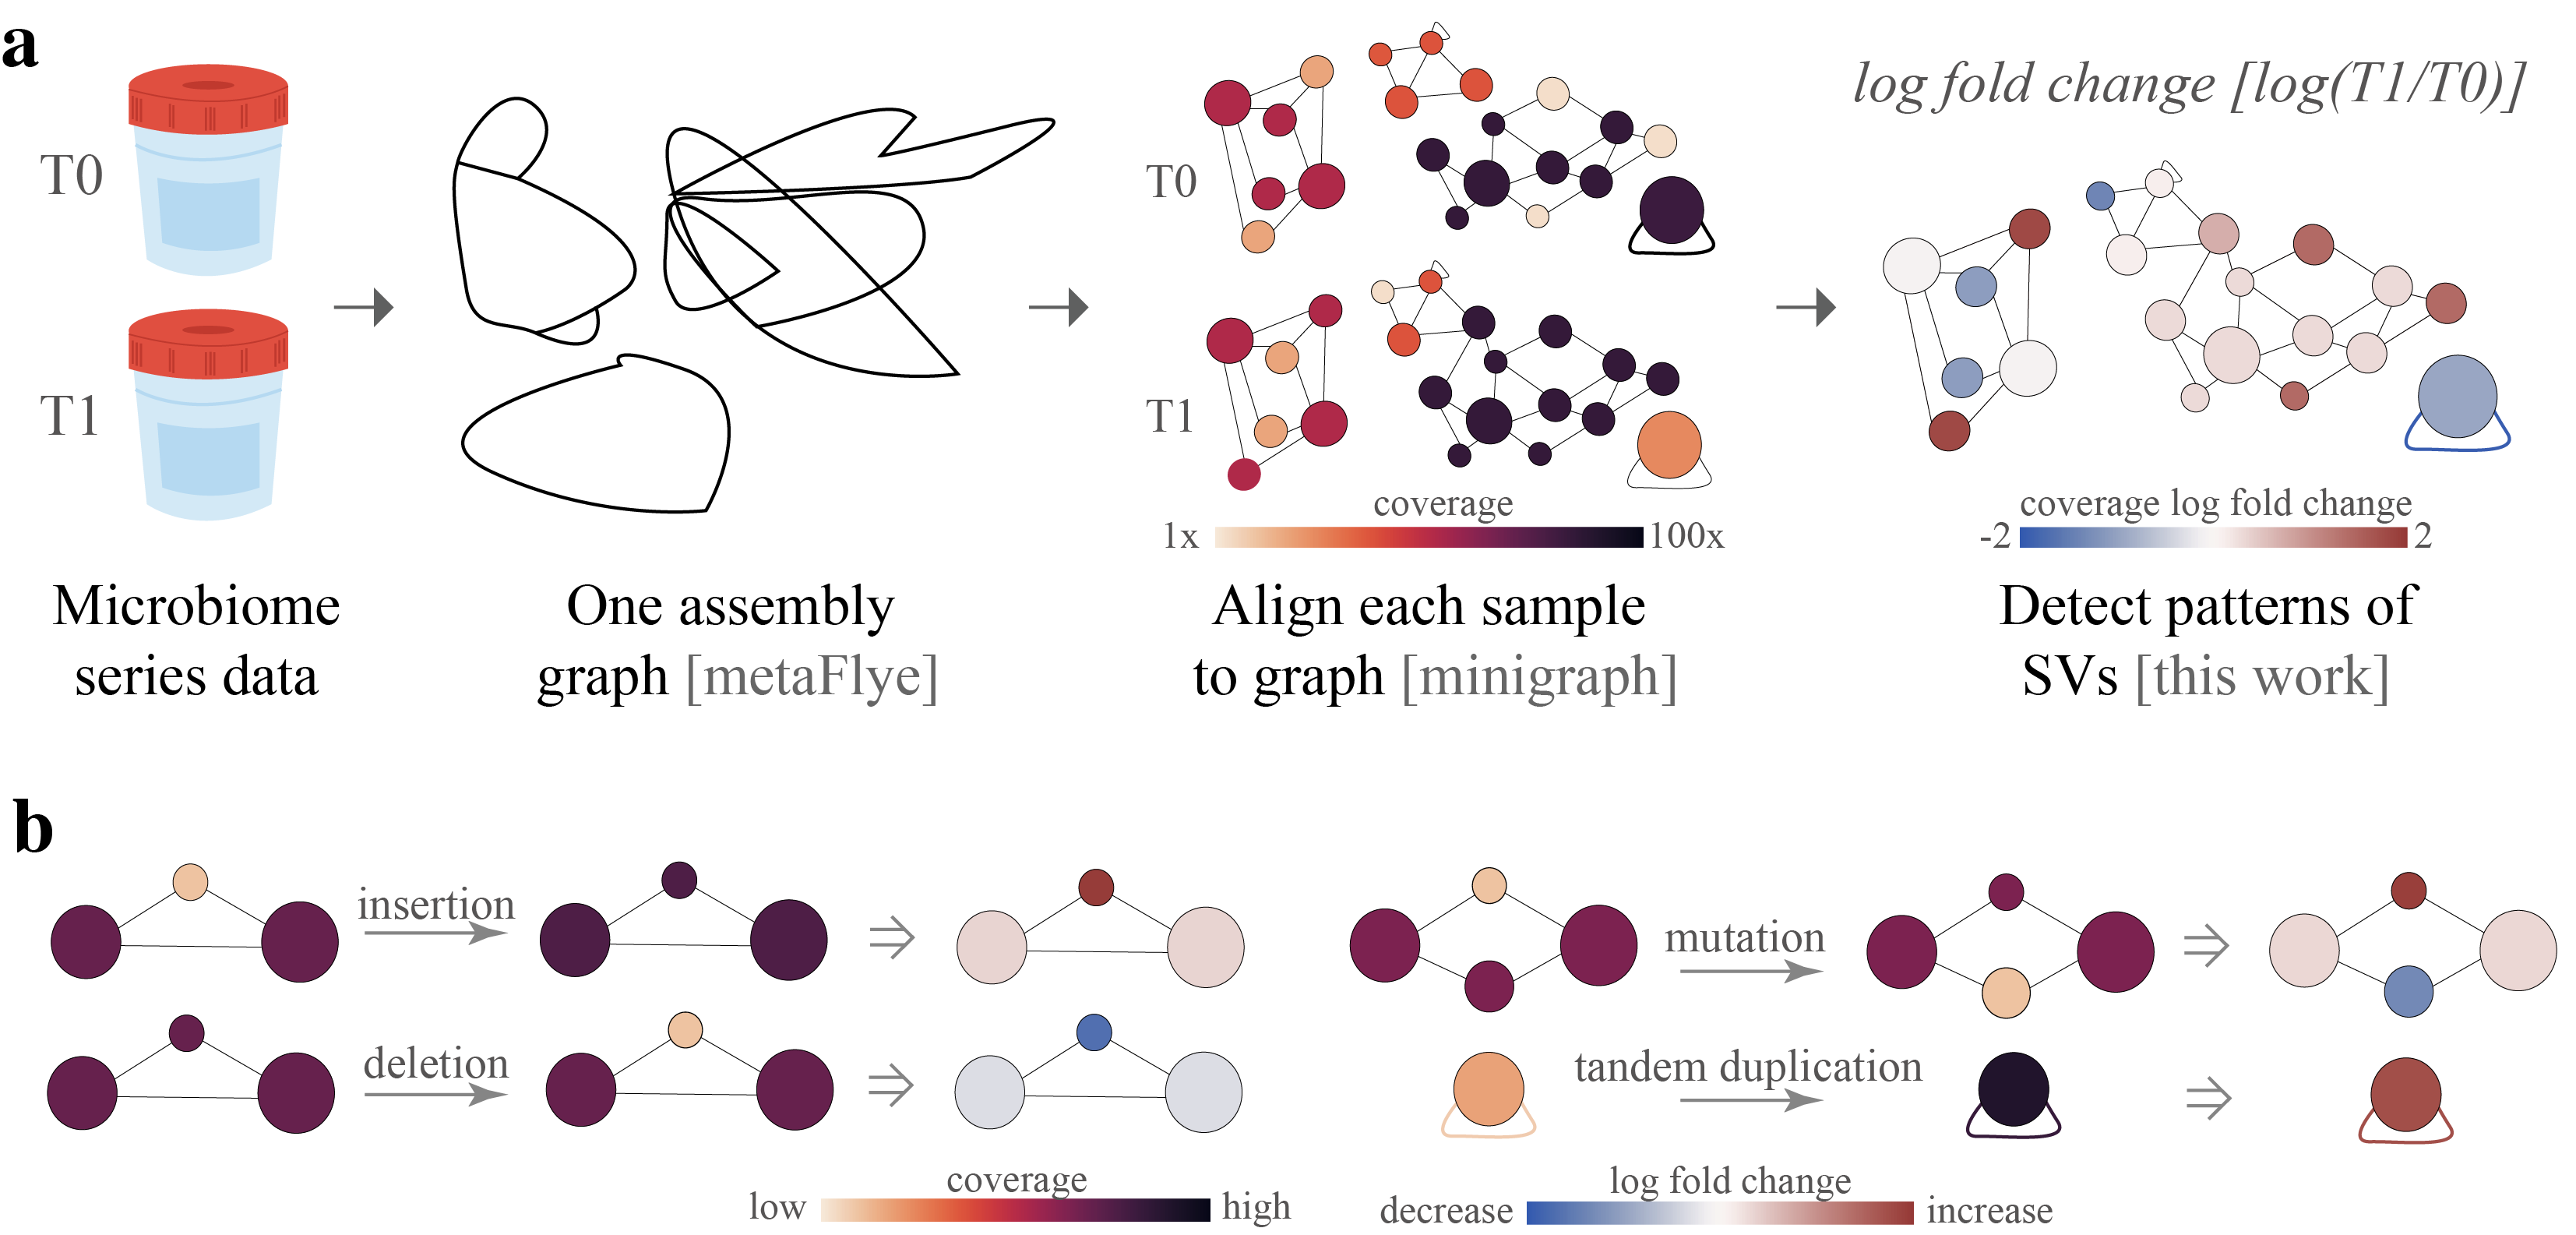 a
T0
T1
Microbiome
series data
One assembly
graph [metaFlye]
T0
T1
coverage
1x
100x
Align each sample
to graph [minigraph]
log fold change [log(T1/T0)]
coverage log fold change
-2
2
Detect patterns of
SVs [this work]
b
insertion
deletion
mutation
tandem duplication
coverage
low
high
log fold change
decrease
increase